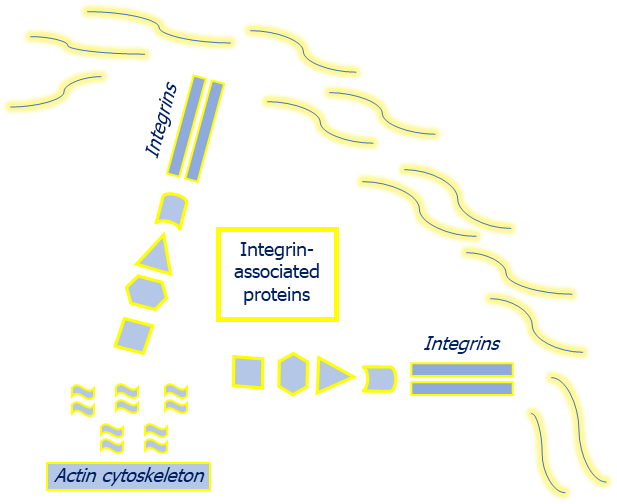 Integrins
Integrin-
associated
proteins
Integrins
Actin cytoskeleton